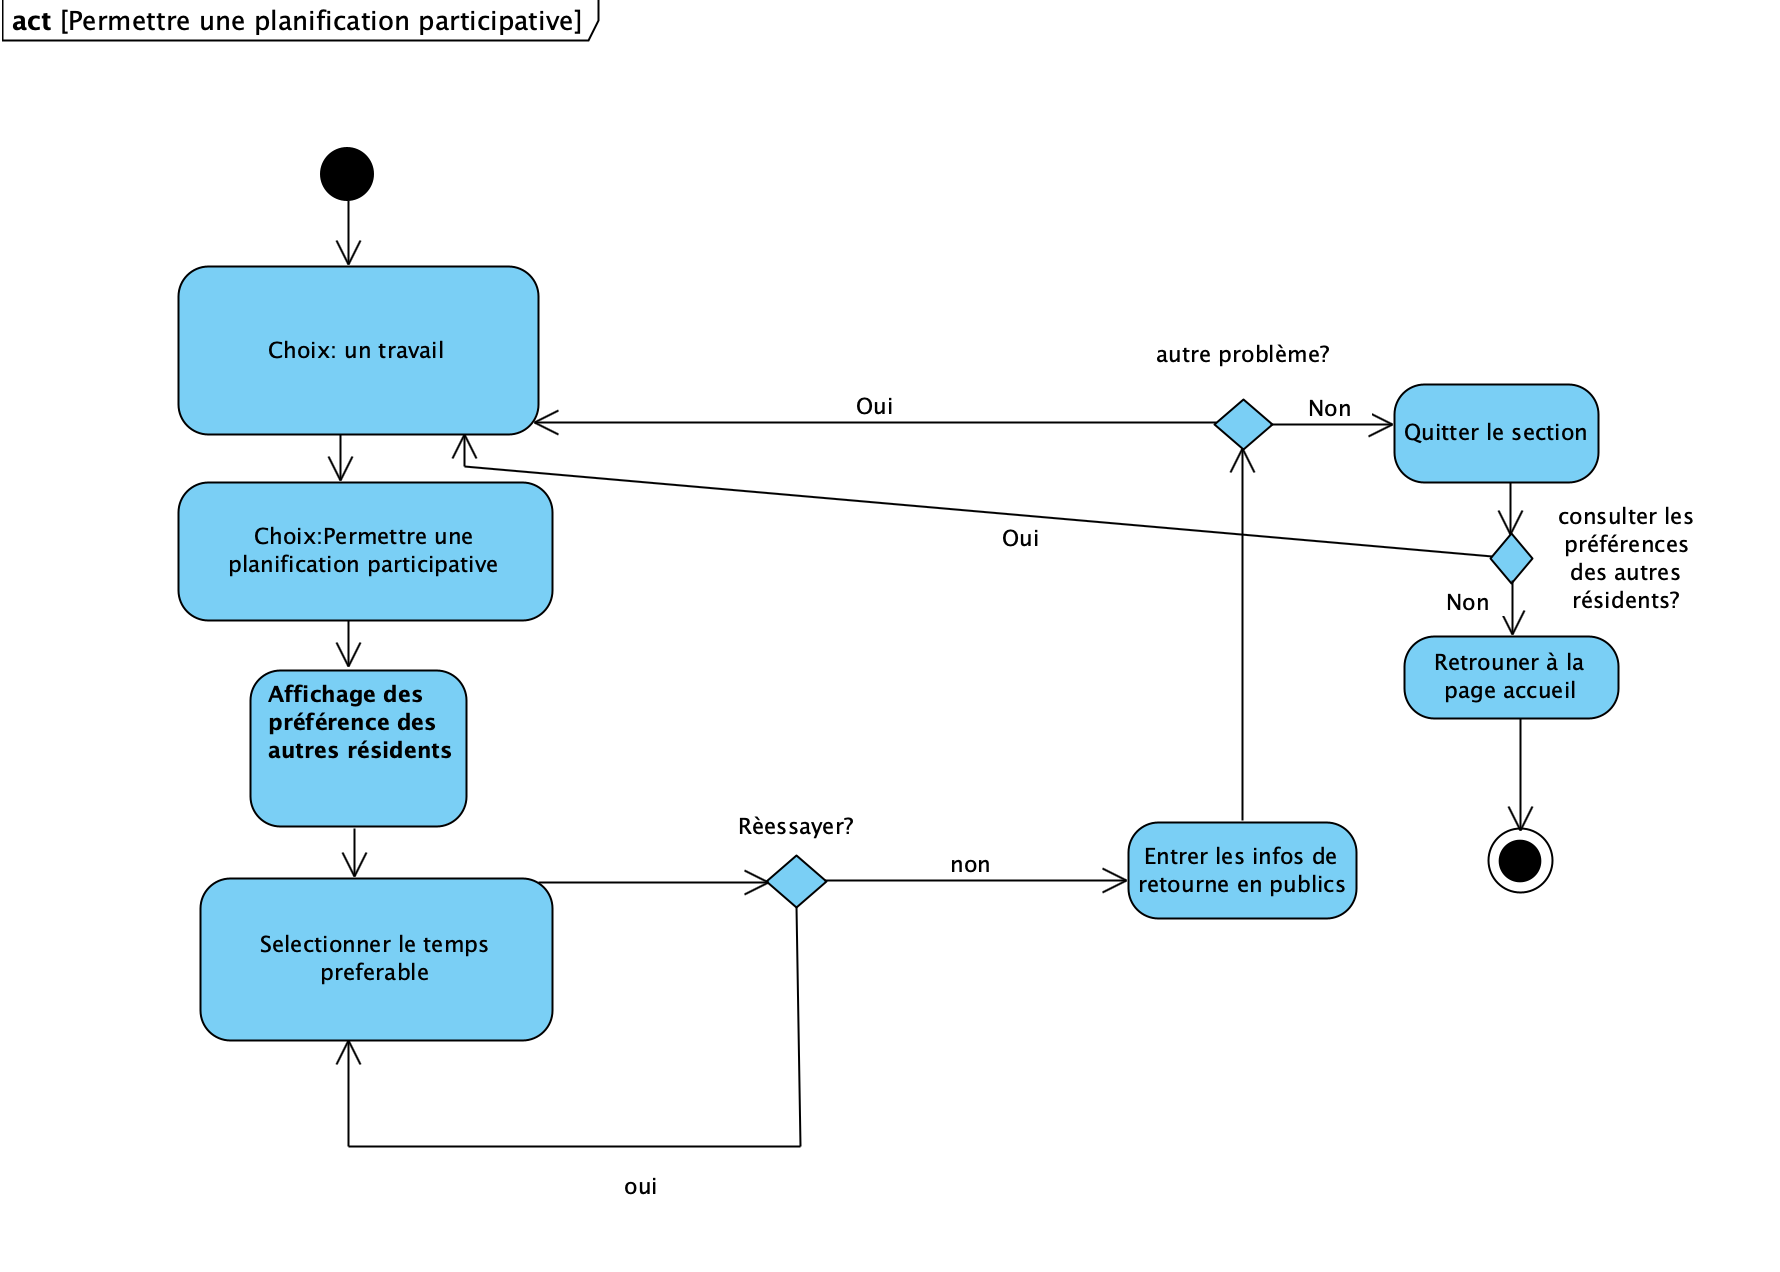 act [Permettre une planification participative]
Choix: un travail
autre problème?
Oui
Non
Quitter le section
Choix:Permettre une
planification participative
Oui
consulter les
préférences
des autres
résidents?
Non
Retrouner à la
page accueil
Affichage des
préférence des
autres résidents
Rèessayer?
non
Entrer les infos de
retourne en publics
Selectionner le temps
preferable
oui